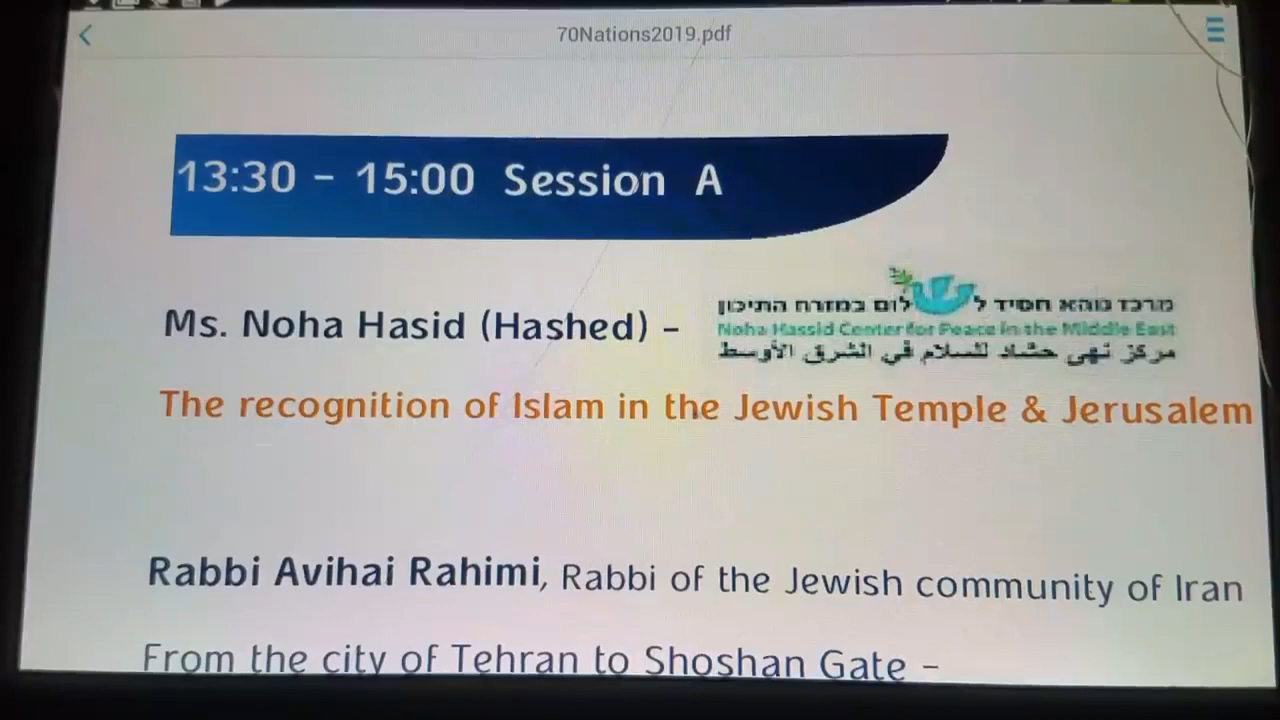 70Nations2019.pdf
13:30 – 15:00 Session A
מרכז נוהא חסיד לשלום במזרח התיכון
Ms. Noha Hasid (Hashed) –
Noha Hassid Center for Peace in the Middle East
مركز نهى حشاد للسلام في الشرق الأوسط
The recognition of Islam in the Jewish Temple & Jerusalem
Rabbi Avihai Rahimi, Rabbi of the Jewish community of Iran
From the city of Tehran to Shoshan Gate –